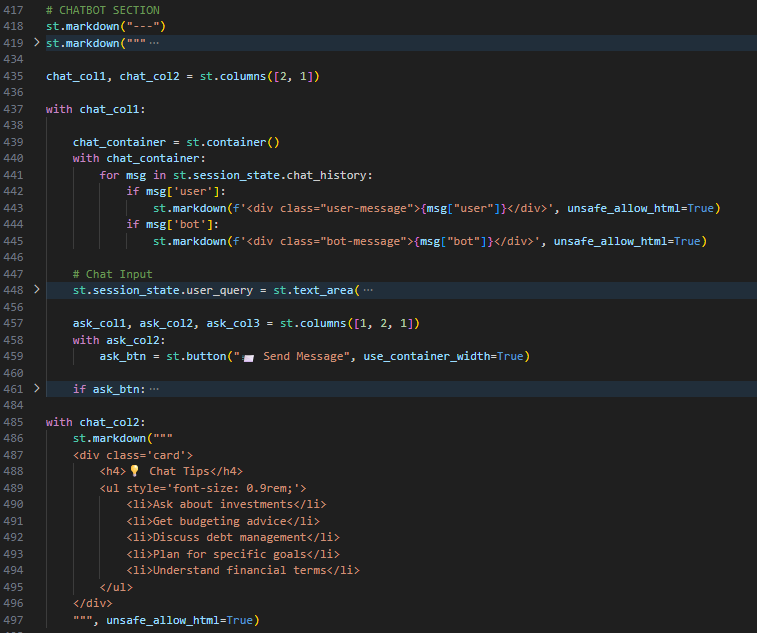 417 # CHATBOT SECTION
418 st.markdown("---")
419 > st.markdown(""" ⋯
434
435 chat_col1, chat_col2 = st.columns([2, 1])
436
437 with chat_col1:
438
439     chat_container = st.container()
440     with chat_container:
441         for msg in st.session_state.chat_history:
442             if msg['user']:
443                 st.markdown(f'<div class="user-message">{msg["user"]}</div>', unsafe_allow_html=True)
444             if msg['bot']:
445                 st.markdown(f'<div class="bot-message">{msg["bot"]}</div>', unsafe_allow_html=True)
446
447     # Chat Input
448 >   st.session_state.user_query = st.text_area( ⋯
456
457     ask_col1, ask_col2, ask_col3 = st.columns([1, 2, 1])
458     with ask_col2:
459         ask_btn = st.button("📨 Send Message", use_container_width=True)
460
461 >   if ask_btn: ⋯
484
485 with chat_col2:
486     st.markdown("""
487     <div class='card'>
488         <h4>💡 Chat Tips</h4>
489         <ul style='font-size: 0.9rem;'>
490             <li>Ask about investments</li>
491             <li>Get budgeting advice</li>
492             <li>Discuss debt management</li>
493             <li>Plan for specific goals</li>
494             <li>Understand financial terms</li>
495         </ul>
496     </div>
497     """, unsafe_allow_html=True)